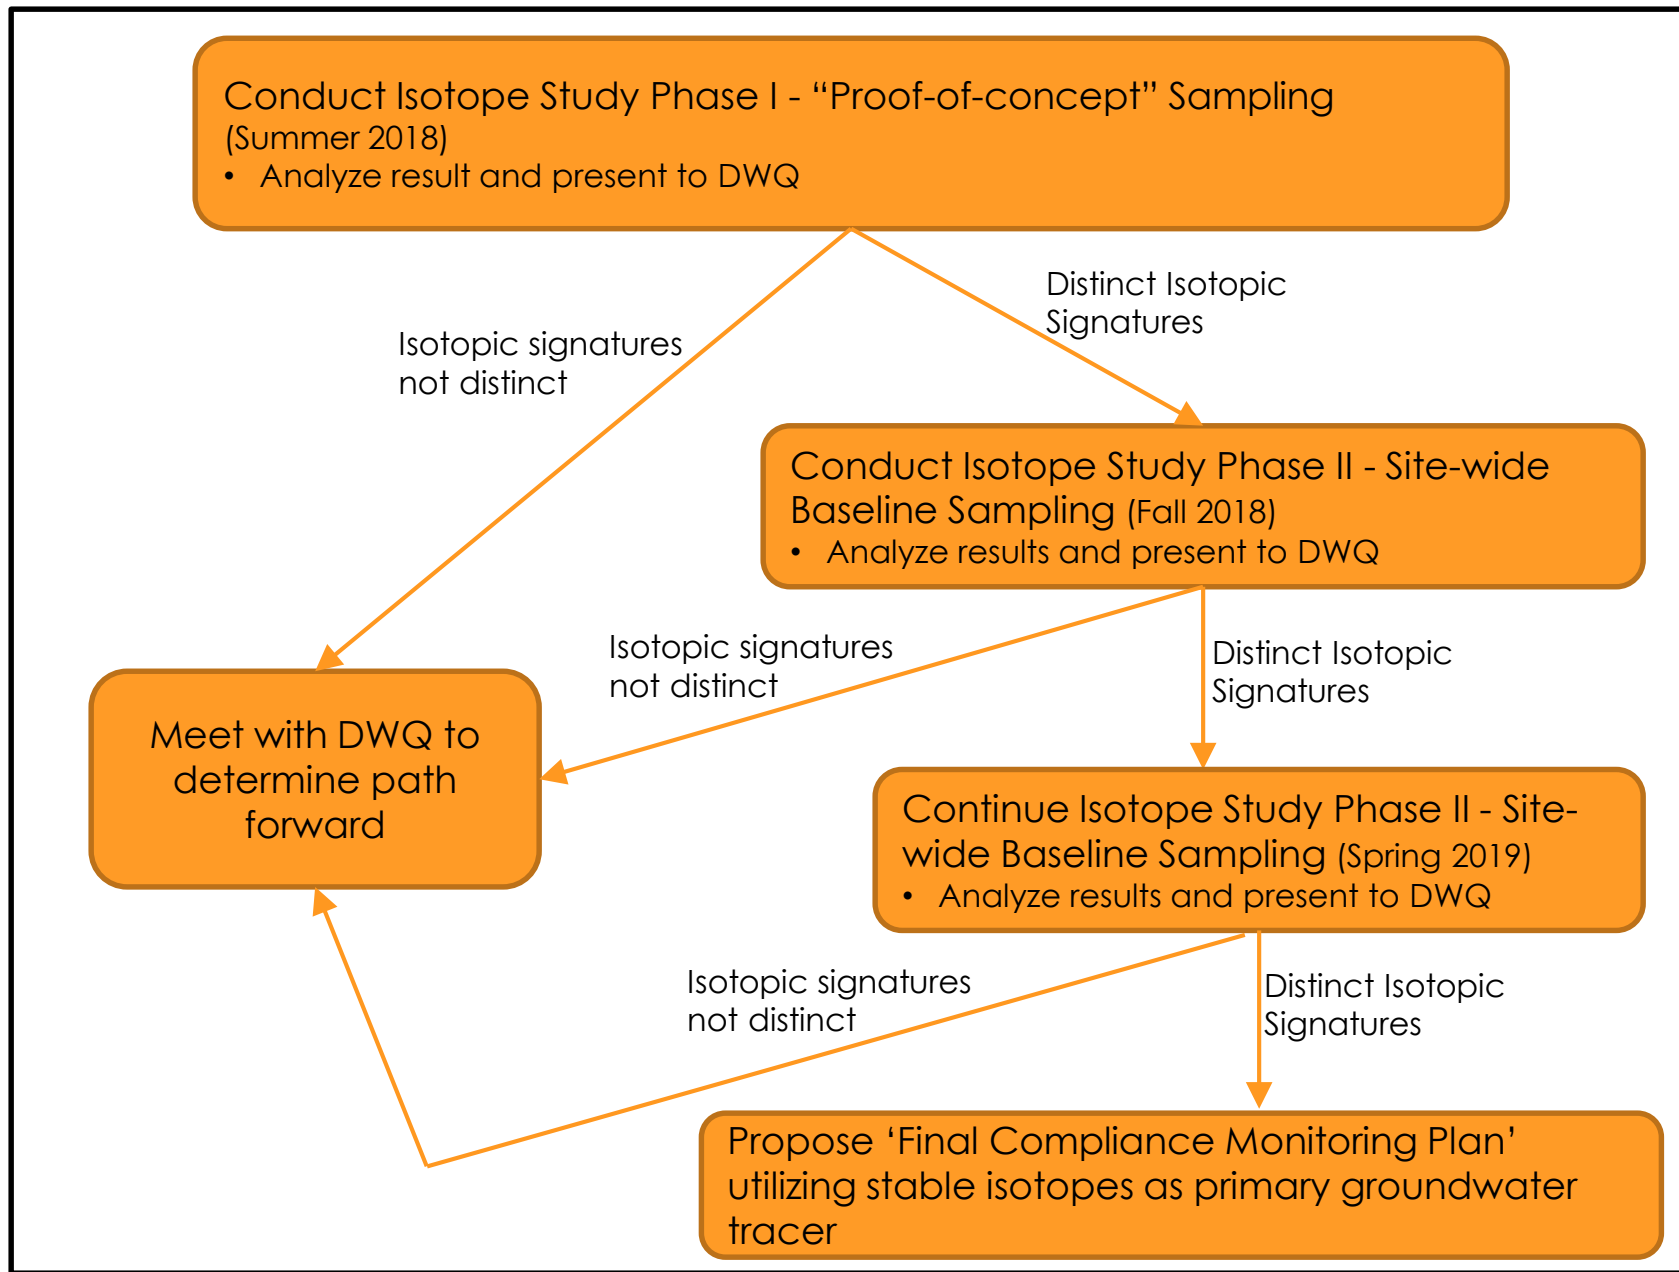 Conduct Isotope Study Phase I - “Proof-of-concept” Sampling
(Summer 2018)
• Analyze result and present to DWQ
Distinct Isotopic
Signatures
Isotopic signatures
not distinct
Conduct Isotope Study Phase II - Site-wide
Baseline Sampling (Fall 2018)
• Analyze results and present to DWQ
Isotopic signatures
not distinct
Distinct Isotopic
Signatures
Meet with DWQ to
determine path
forward
Continue Isotope Study Phase II - Site-
wide Baseline Sampling (Spring 2019)
• Analyze results and present to DWQ
Isotopic signatures
not distinct
Distinct Isotopic
Signatures
Propose ‘Final Compliance Monitoring Plan’
utilizing stable isotopes as primary groundwater
tracer